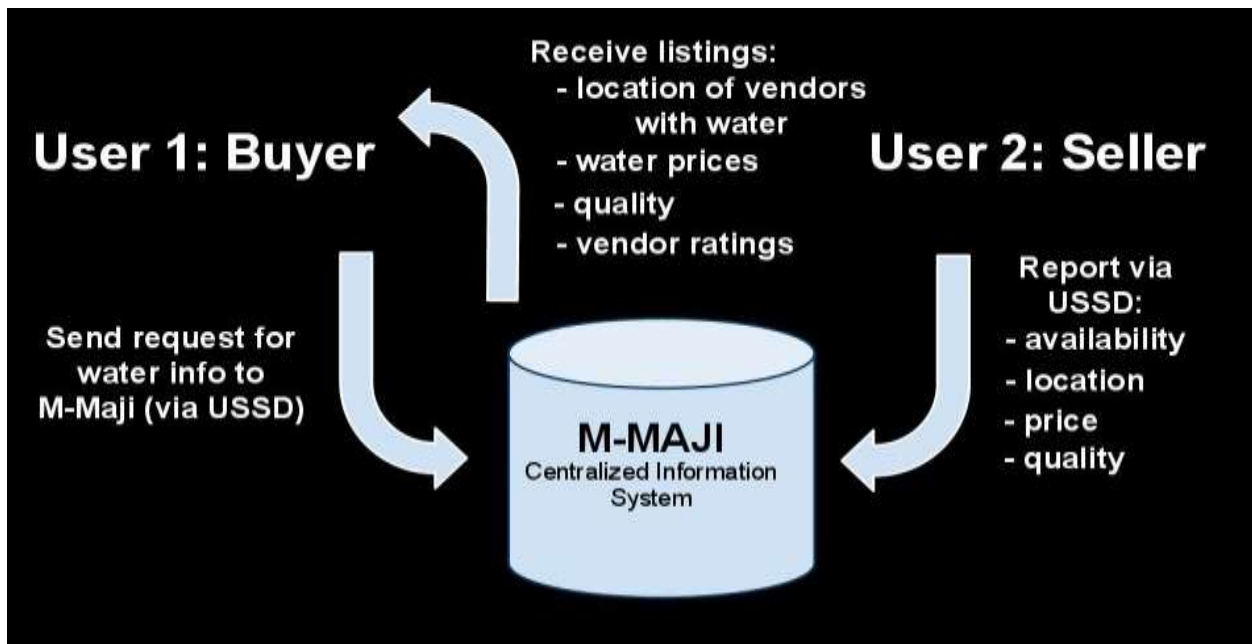 Receive listings:
- location of vendors
with water
- water prices
- quality
- vendor ratings
User 1: Buyer
User 2: Seller
Send request for
water info to
M-Maji (via USSD)
Report via
USSD:
- availability
- location
- price
- quality
M-MAJI
Centralized Information
System